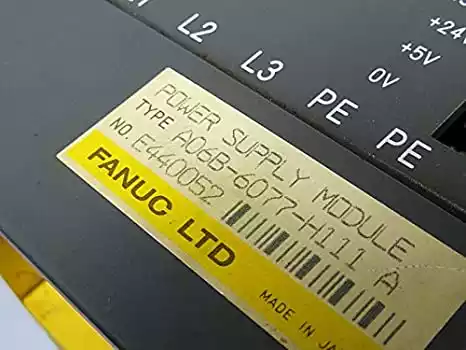 L2 L3 PE PE
+24V
+5V
0V
POWER SUPPLY MODULE
TYPE A06B-6077-H111 A
NO. E440052
FANUC LTD
MADE IN